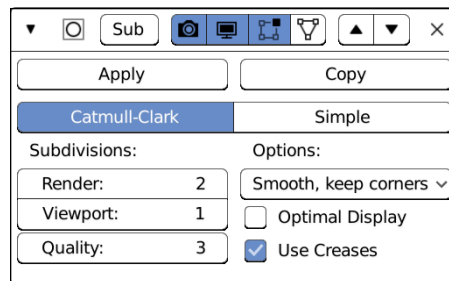 Sub
Apply Copy
Catmull-Clark Simple
Subdivisions: Options:
Render: 2 Smooth, keep corners
Viewport: 1 Optimal Display
Quality: 3 Use Creases